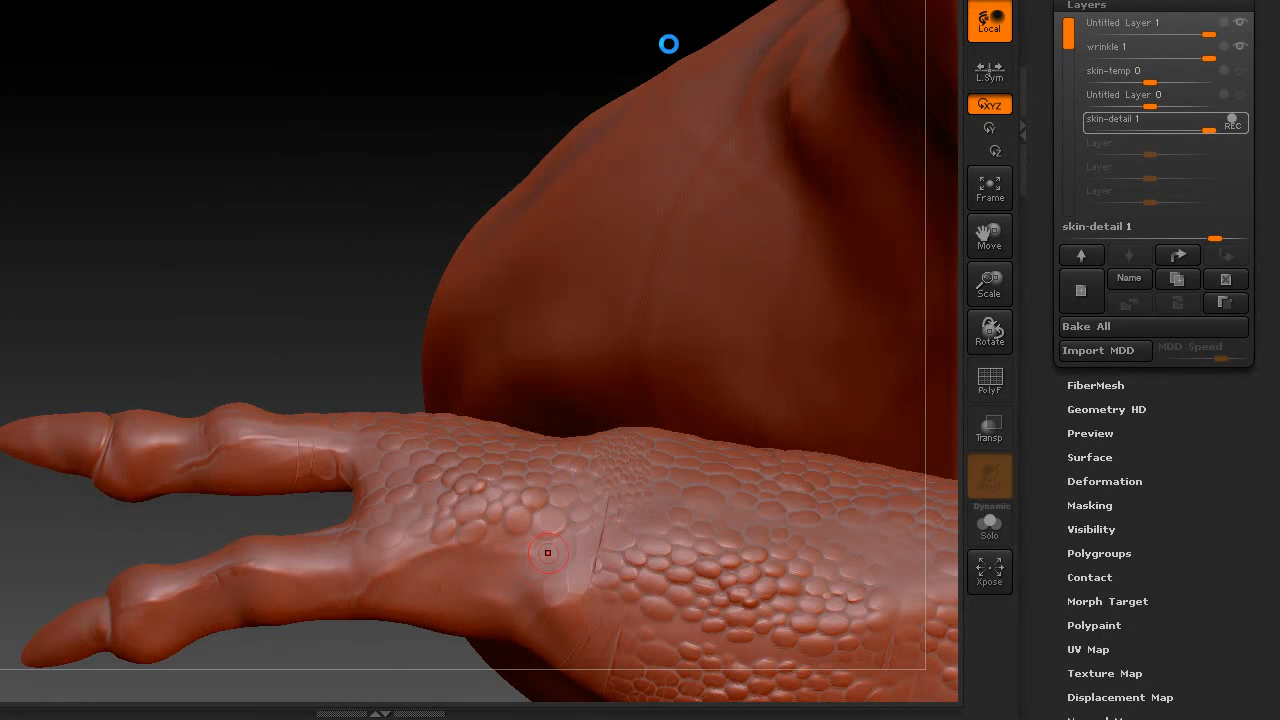 Layers
Untitled Layer 1
wrinkle 1
skin-temp 0
Untitled Layer 0
skin-detail 1
REC
Layer
Layer
Layer
skin-detail 1
Name
Bake All
Import MDD
MDD Speed
FiberMesh
Geometry HD
Preview
Surface
Deformation
Masking
Visibility
Polygroups
Contact
Morph Target
Polypaint
UV Map
Texture Map
Displacement Map
Local
L.Sym
XYZ
Y
Z
Frame
Move
Scale
Rotate
PolyF
Transp
Dynamic
Solo
Xpose